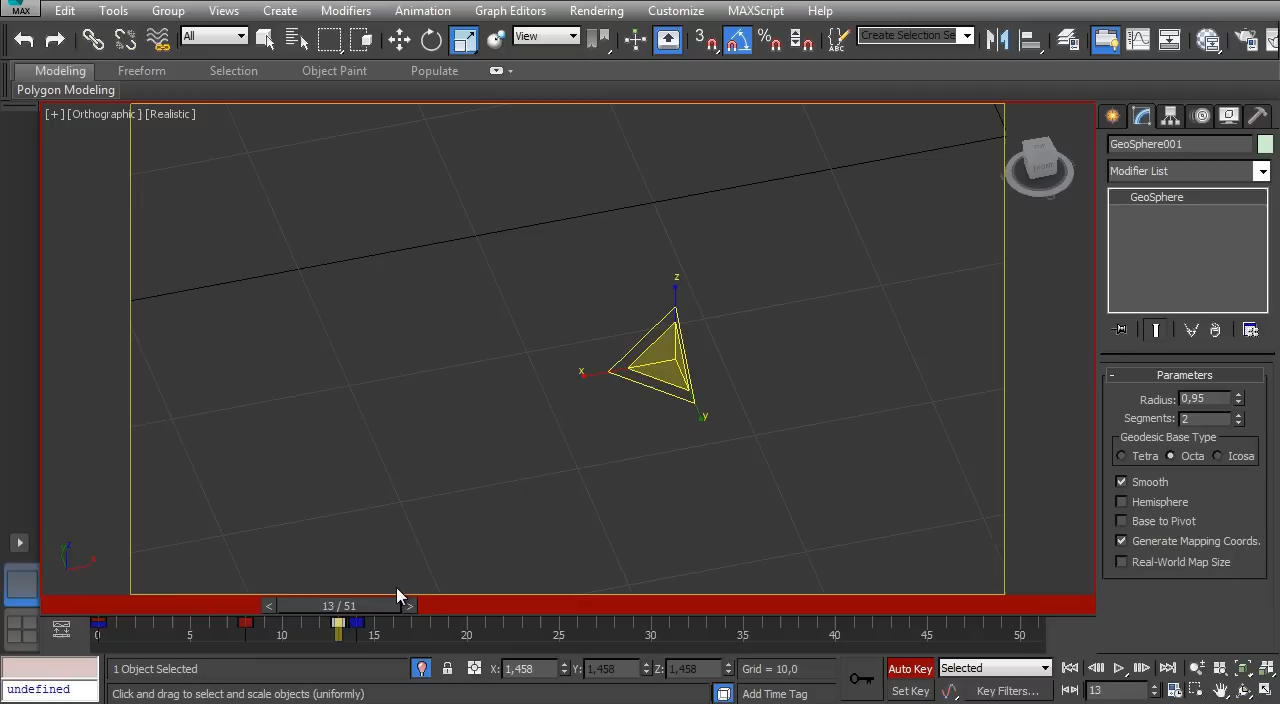 MAX
Edit Tools Group Views Create Modifiers Animation Graph Editors Rendering Customize MAXScript Help
All
View
3
%
ABC
Create Selection Se
Modeling Freeform Selection Object Paint Populate
Polygon Modeling
[+] [Orthographic] [Realistic]
GeoSphere001
Modifier List
GeoSphere
z
x
y
- Parameters
Radius: 0,95
Segments: 2
Geodesic Base Type
Tetra Octa Icosa
Smooth
Hemisphere
Base to Pivot
Generate Mapping Coords.
Real-World Map Size
z
x
< 13 / 51 >
0 5 10 15 20 25 30 35 40 45 50
1 Object Selected X: 1,458 Y: 1,458 Z: 1,458 Grid = 10,0 Auto Key Selected
undefined Click and drag to select and scale objects (uniformly) Add Time Tag Set Key Key Filters... 13